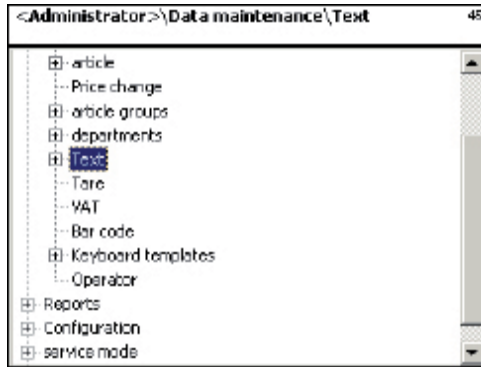 <Administrator>\Data maintenance\Text 45
article
Price change
article groups
departments
Text
Tare
VAT
Bar code
Keyboard templates
Operator
Reports
Configuration
service mode